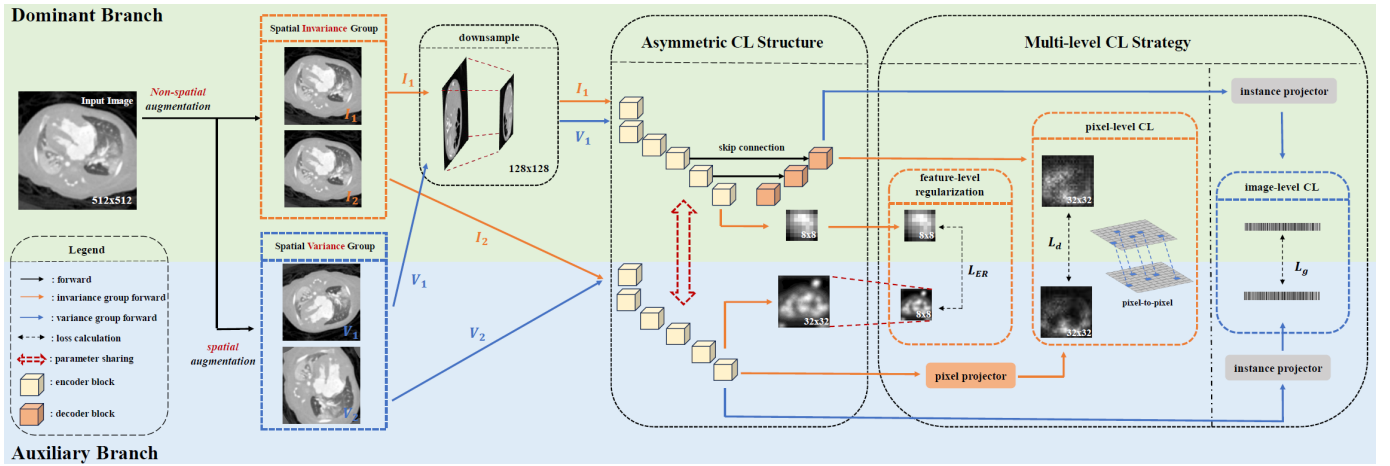 Dominant Branch
Input Image
512x512
Non-spatial
augmentation
spatial
augmentation
Spatial Invariance Group
I1
I2
Spatial Variance Group
V1
V2
I1
V1
I2
V2
downsample
128x128
I1
V1
Asymmetric CL Structure
skip connection
8x8
32x32
Multi-level CL Strategy
instance projector
pixel-level CL
32x32
Ld
32x32
pixel-to-pixel
feature-level
regularization
8x8
LER
8x8
pixel projector
image-level CL
Lg
instance projector
Legend
: forward
: invariance group forward
: variance group forward
: loss calculation
: parameter sharing
: encoder block
: decoder block
Auxiliary Branch